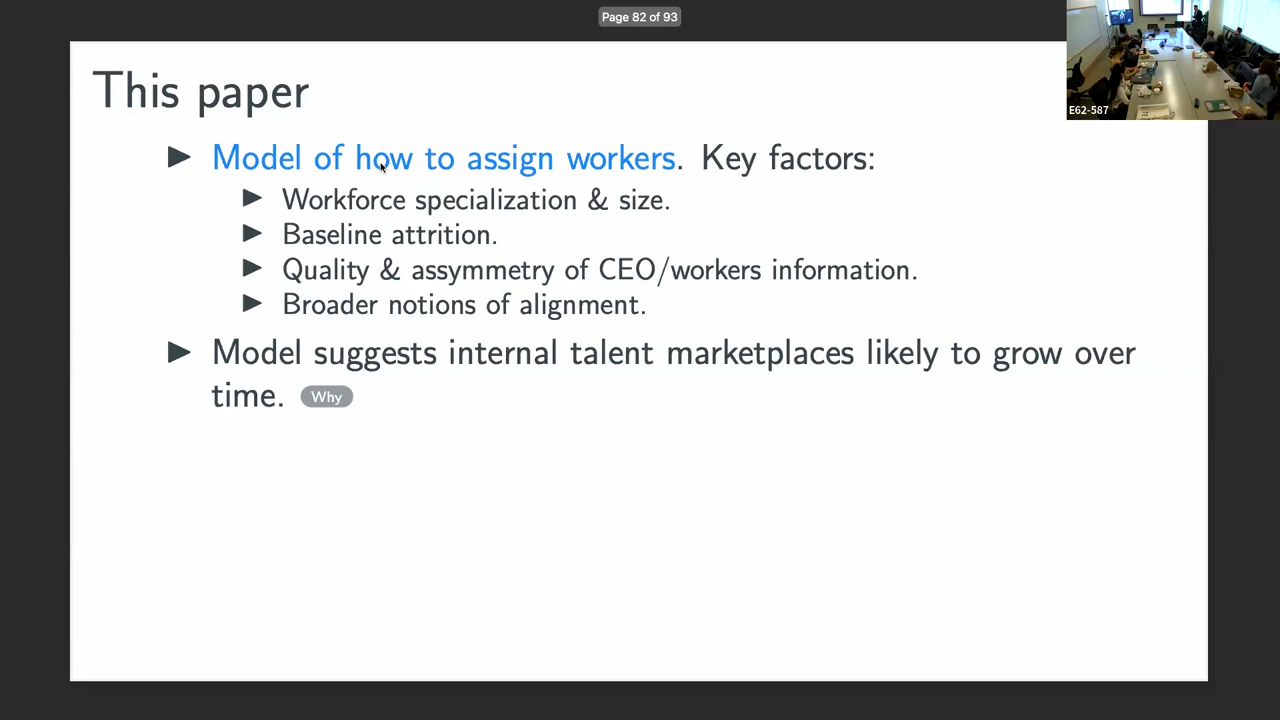 Page 82 of 93
E62-587
This paper
▶ Model of how to assign workers. Key factors:
▶ Workforce specialization & size.
▶ Baseline attrition.
▶ Quality & assymmetry of CEO/workers information.
▶ Broader notions of alignment.
▶ Model suggests internal talent marketplaces likely to grow over
time. Why